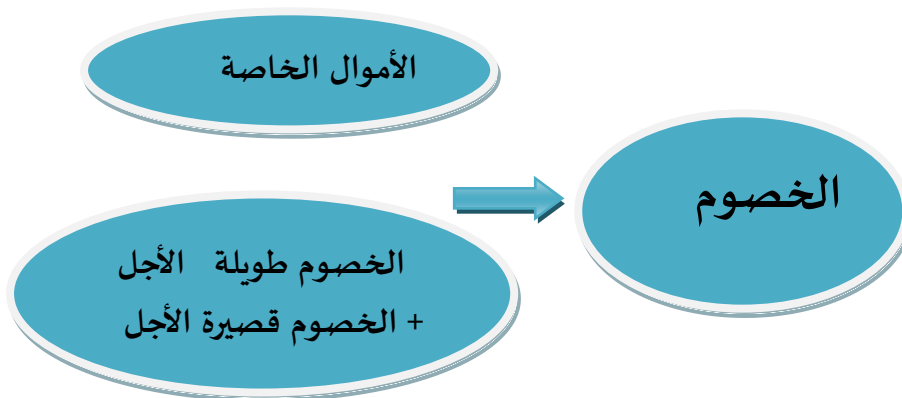 الأموال الخاصة
الخصوم
الخصوم طويلة الأجل
+ الخصوم قصيرة الأجل